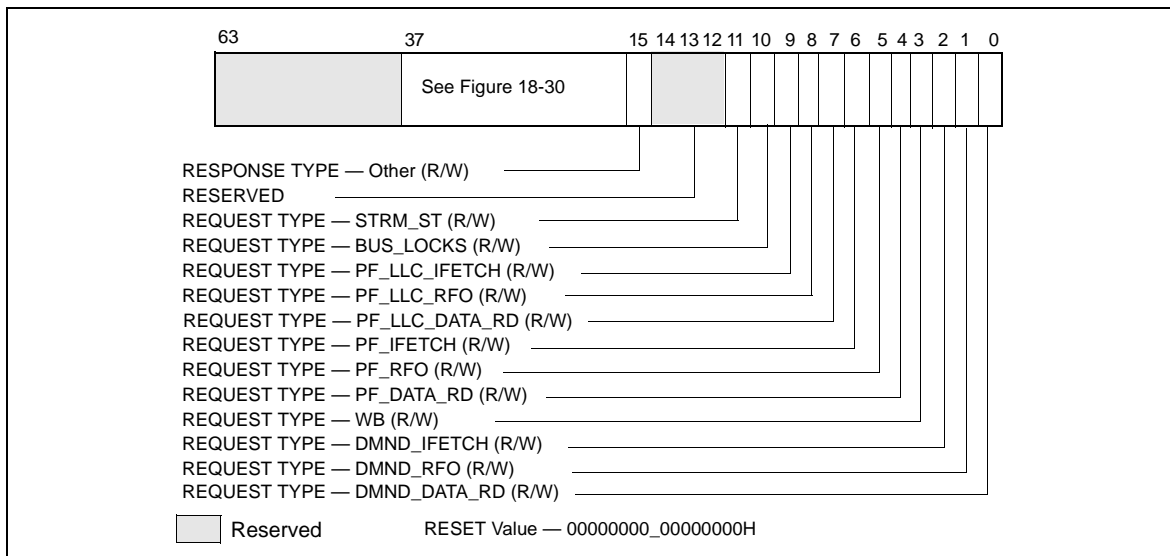 63 37 15 14 13 12 11 10 9 8 7 6 5 4 3 2 1 0
See Figure 18-30
RESPONSE TYPE — Other (R/W)
RESERVED
REQUEST TYPE — STRM_ST (R/W)
REQUEST TYPE — BUS_LOCKS (R/W)
REQUEST TYPE — PF_LLC_IFETCH (R/W)
REQUEST TYPE — PF_LLC_RFO (R/W)
REQUEST TYPE — PF_LLC_DATA_RD (R/W)
REQUEST TYPE — PF_IFETCH (R/W)
REQUEST TYPE — PF_RFO (R/W)
REQUEST TYPE — PF_DATA_RD (R/W)
REQUEST TYPE — WB (R/W)
REQUEST TYPE — DMND_IFETCH (R/W)
REQUEST TYPE — DMND_RFO (R/W)
REQUEST TYPE — DMND_DATA_RD (R/W)
Reserved RESET Value — 00000000_00000000H